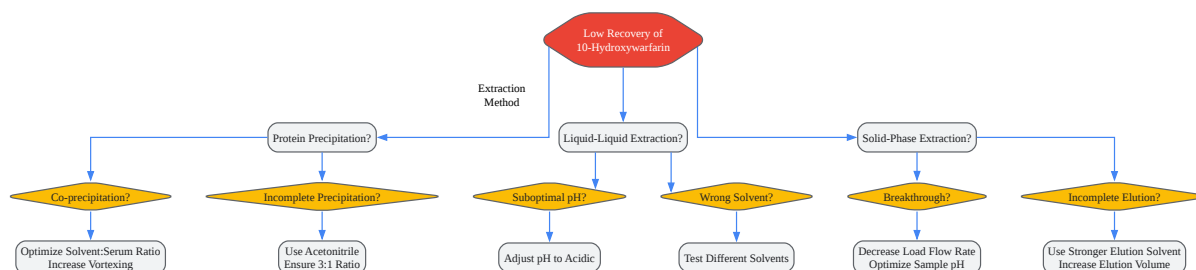 Low Recovery of
10-Hydroxywarfarin
Extraction
Method
Protein Precipitation?
Liquid-Liquid Extraction?
Solid-Phase Extraction?
Co-precipitation?
Incomplete Precipitation?
Suboptimal pH?
Wrong Solvent?
Breakthrough?
Incomplete Elution?
Optimize Solvent:Serum Ratio
Increase Vortexing
Use Acetonitrile
Ensure 3:1 Ratio
Adjust pH to Acidic
Test Different Solvents
Decrease Load Flow Rate
Optimize Sample pH
Use Stronger Elution Solvent
Increase Elution Volume